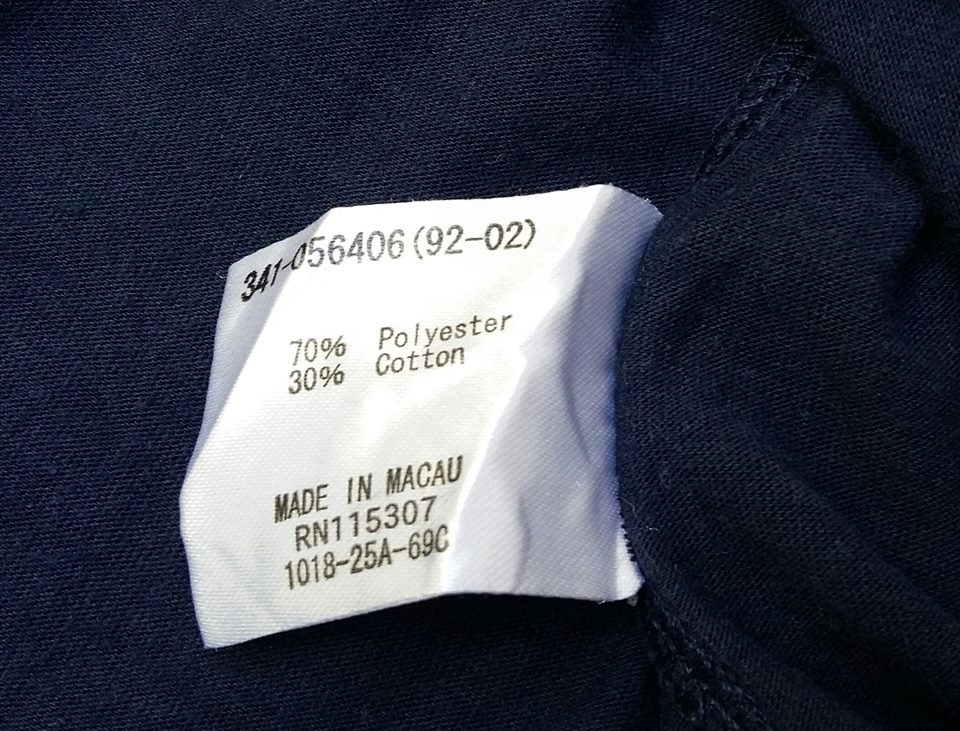 341-056406(92-02)
70% Polyester
30% Cotton
MADE IN MACAU
RN115307
1018-25A-69C